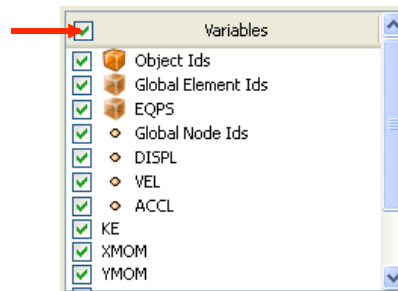 Variables
Object Ids
Global Element Ids
EQPS
Global Node Ids
DISPL
VEL
ACCL
KE
XMOM
YMOM